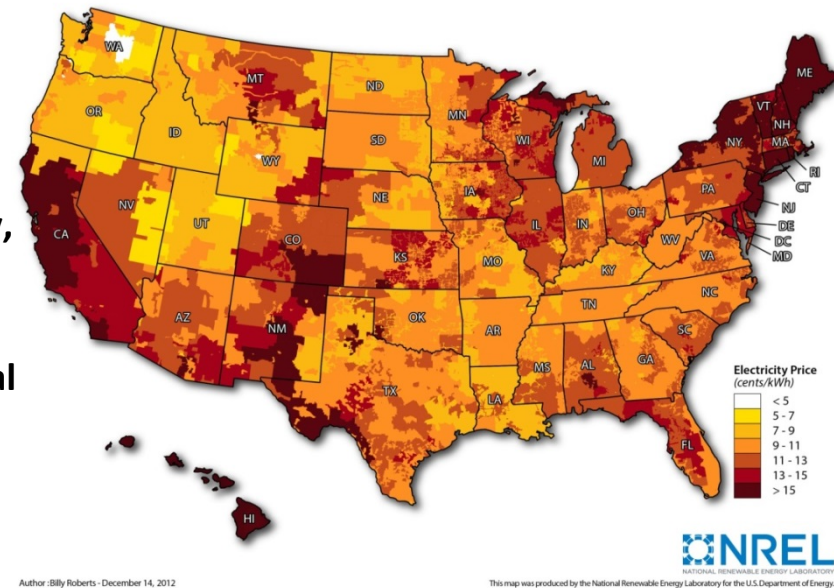 WA
MT
ND
OR
ID
WY
SD
MN
WI
MI
NE
IA
NV
UT
CO
KS
MO
IL
IN
OH
PA
NY
VT
NH
ME
MA
RI
CT
NJ
DE
DC
MD
WV
VA
KY
CA
AZ
NM
OK
AR
TN
NC
SC
TX
LA
MS
AL
GA
FL
HI
Electricity Price
(cents/kWh)
< 5
5 - 7
7 - 9
9 - 11
11 - 13
13 - 15
> 15
NREL
NATIONAL RENEWABLE ENERGY LABORATORY
Author : Billy Roberts - December 14, 2012
This map was produced by the National Renewable Energy Laboratory for the U.S. Department of Energy.